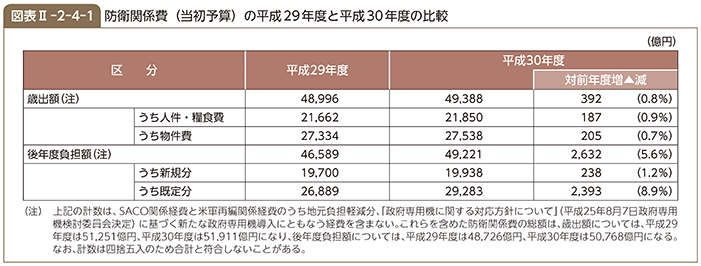 図表Ⅱ-2-4-1 防衛関係費（当初予算）の平成29年度と平成30年度の比較
（億円）
区　分 平成29年度 平成30年度
対前年度増▲減
歳出額（注） 48,996 49,388 392 (0.8%)
うち人件・糧食費 21,662 21,850 187 (0.9%)
うち物件費 27,334 27,538 205 (0.7%)
後年度負担額（注） 46,589 49,221 2,632 (5.6%)
うち新規分 19,700 19,938 238 (1.2%)
うち既定分 26,889 29,283 2,393 (8.9%)
（注）　上記の計数は、SACO関係経費と米軍再編関係経費のうち地元負担軽減分、「政府専用機に関する対応方針について」（平成25年8月7日政府専用
機検討委員会決定）に基づく新たな政府専用機導入にともなう経費を含まない。これらを含めた防衛関係費の総額は、歳出額については、平成29
年度は51,251億円、平成30年度は51,911億円になり、後年度負担額については、平成29年度は48,726億円、平成30年度は50,768億円になる。
なお、計数は四捨五入のため合計と符合しないことがある。